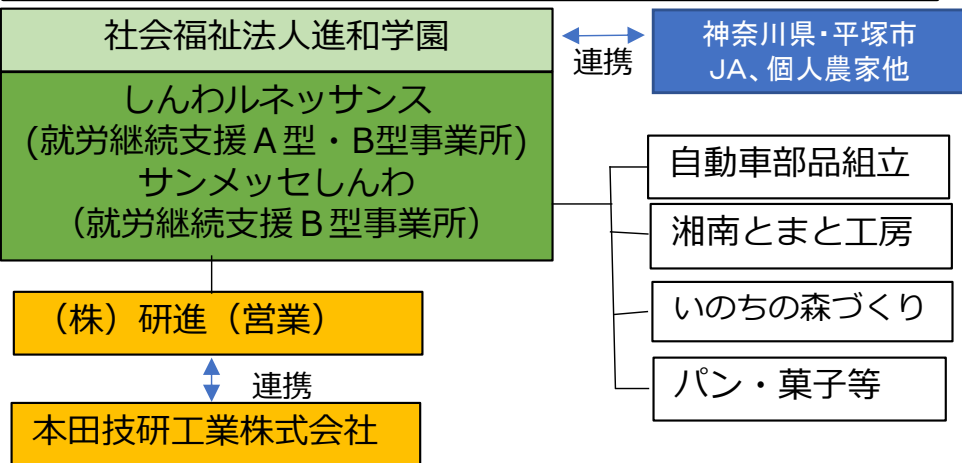 社会福祉法人進和学園
連携
神奈川県・平塚市
JA、個人農家他
しんわルネッサンス
(就労継続支援A型・B型事業所)
サンメッセしんわ
（就労継続支援B型事業所）
自動車部品組立
湘南とまと工房
いのちの森づくり
パン・菓子等
（株）研進（営業）
連携
本田技研工業株式会社